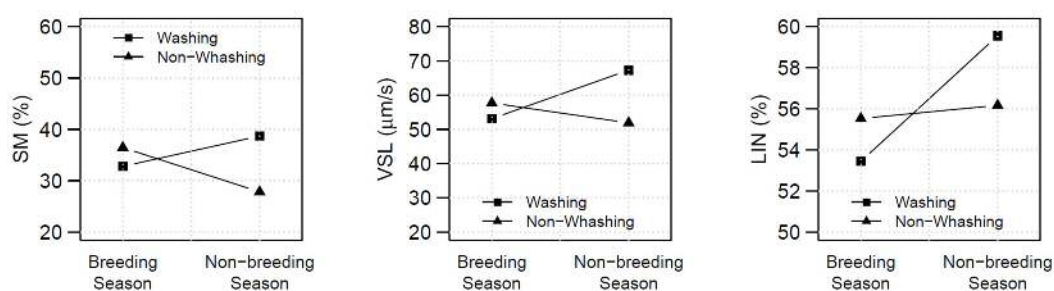 SM (%)
60
50
40
30
20
Washing
Non-Whashing
Breeding
Season
Non-breeding
Season
VSL (μm/s)
80
70
60
50
40
30
20
Washing
Non-Whashing
Breeding
Season
Non-breeding
Season
LIN (%)
60
58
56
54
52
50
Washing
Non-Whashing
Breeding
Season
Non-breeding
Season